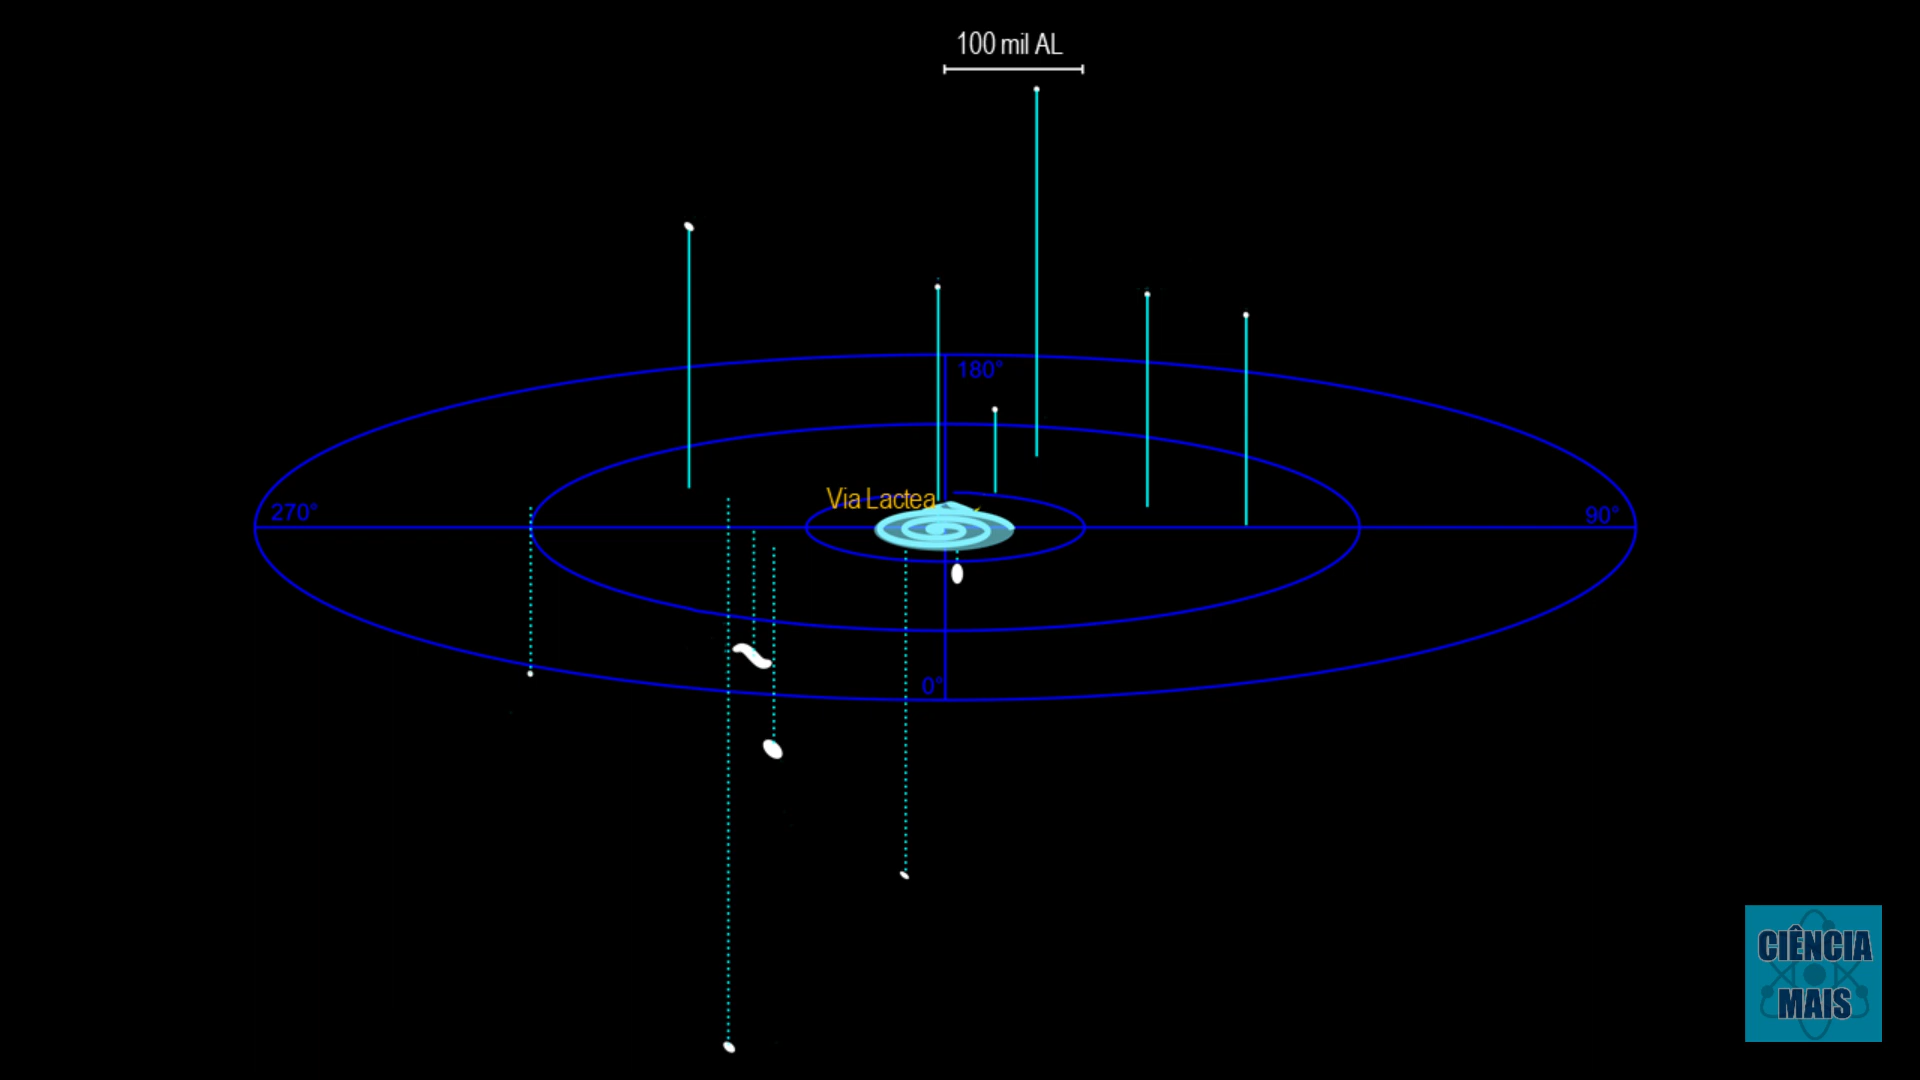 100 mil AL
180°
Via Lactea
270°
90°
0°
CIÊNCIA
MAIS